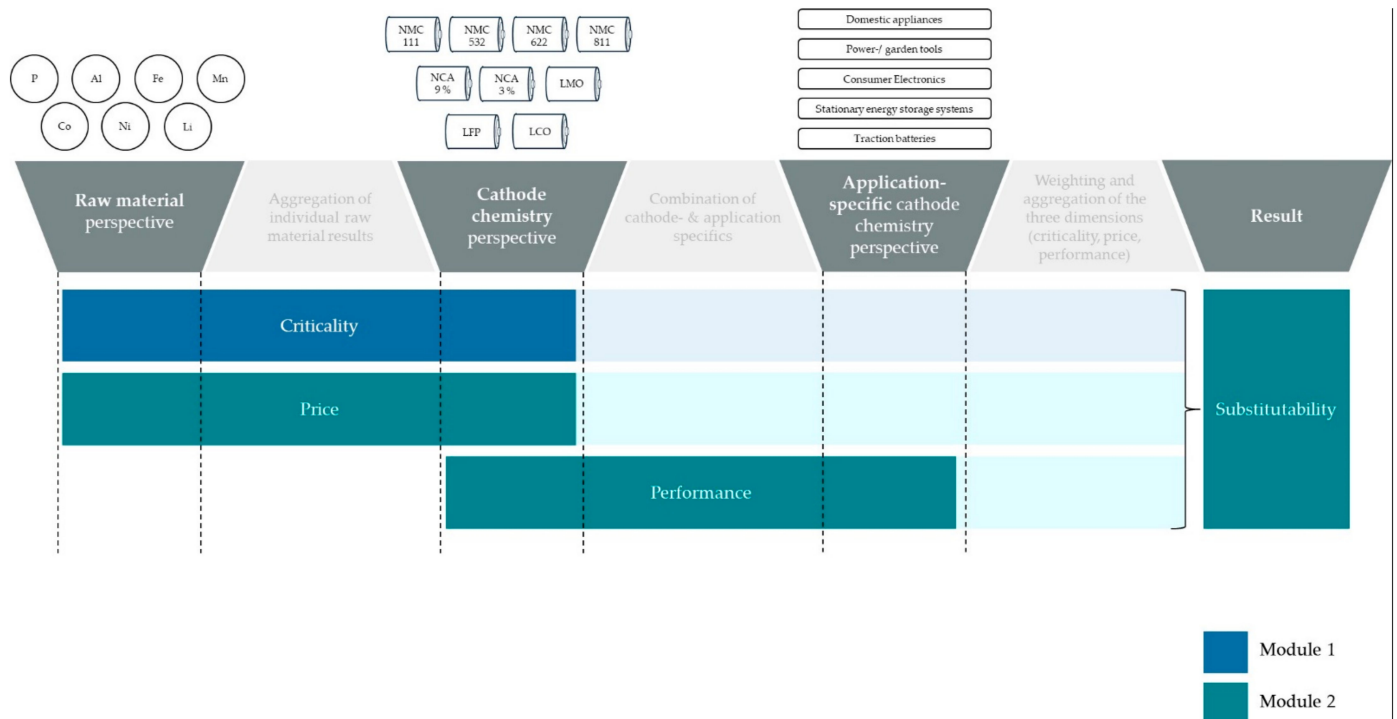 P
Al
Fe
Mn
Co
Ni
Li
NMC
111
NMC
532
NMC
622
NMC
811
NCA
9 %
NCA
3 %
LMO
LFP
LCO
Domestic appliances
Power-/ garden tools
Consumer Electronics
Stationary energy storage systems
Traction batteries
Raw material
perspective
Aggregation of
individual raw
material results
Cathode
chemistry
perspective
Combination of
cathode- & application
specifics
Application-
specific cathode
chemistry
perspective
Weighting and
aggregation of the
three dimensions
(criticality, price,
performance)
Result
Criticality
Price
Performance
Substitutability
Module 1
Module 2